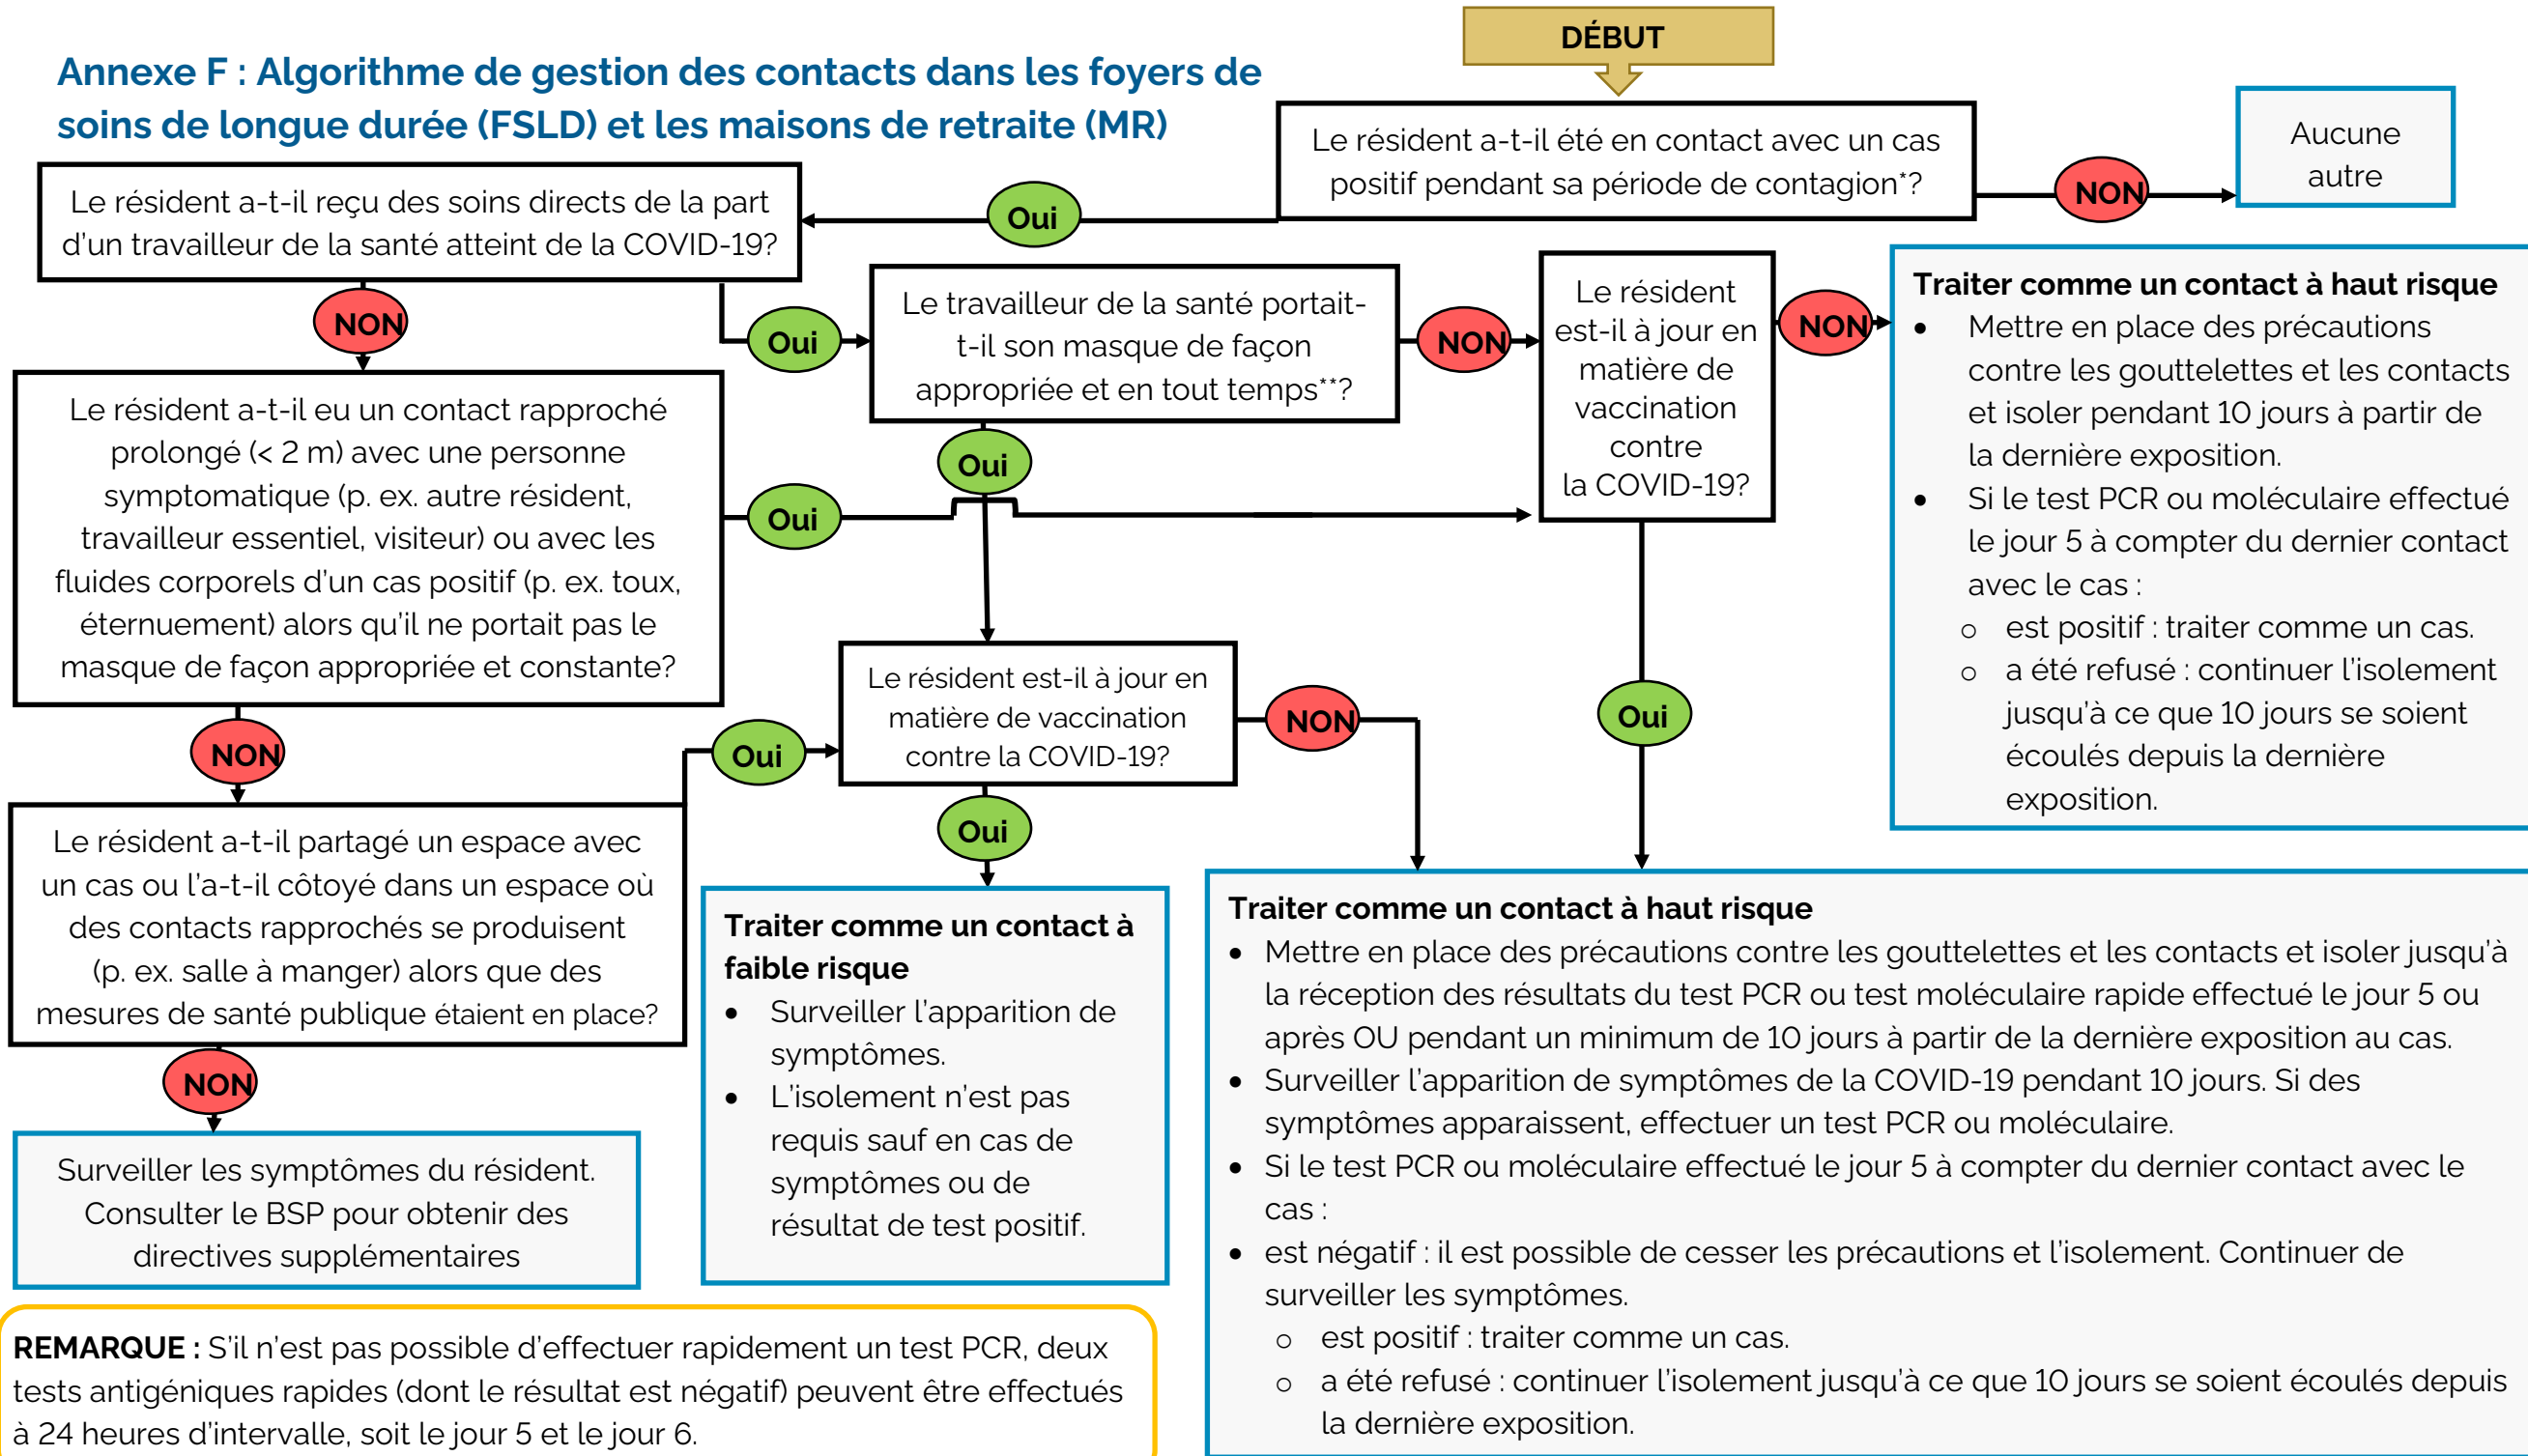 Annexe F : Algorithme de gestion des contacts dans les foyers de
soins de longue durée (FSLD) et les maisons de retraite (MR)
DÉBUT
Le résident a-t-il été en contact avec un cas
positif pendant sa période de contagion*?
NON
Aucune
autre
Oui
Le résident a-t-il reçu des soins directs de la part
d'un travailleur de la santé atteint de la COVID-19?
NON
Oui
Le travailleur de la santé portait-
t-il son masque de façon
appropriée et en tout temps**?
NON
Le résident
est-il à jour en
matière de
vaccination
contre
la COVID-19?
NON
Traiter comme un contact à haut risque
• Mettre en place des précautions
contre les gouttelettes et les contacts
et isoler pendant 10 jours à partir de
la dernière exposition.
• Si le test PCR ou moléculaire effectué
le jour 5 à compter du dernier contact
avec le cas :
o est positif : traiter comme un cas.
o a été refusé : continuer l'isolement
jusqu'à ce que 10 jours se soient
écoulés depuis la dernière
exposition.
Le résident a-t-il eu un contact rapproché
prolongé (< 2 m) avec une personne
symptomatique (p. ex. autre résident,
travailleur essentiel, visiteur) ou avec les
fluides corporels d'un cas positif (p. ex. toux,
éternuement) alors qu'il ne portait pas le
masque de façon appropriée et constante?
Oui
Oui
NON
Oui
Le résident est-il à jour en
matière de vaccination
contre la COVID-19?
NON
Oui
Oui
Le résident a-t-il partagé un espace avec
un cas ou l'a-t-il côtoyé dans un espace où
des contacts rapprochés se produisent
(p. ex. salle à manger) alors que des
mesures de santé publique étaient en place?
NON
Surveiller les symptômes du résident.
Consulter le BSP pour obtenir des
directives supplémentaires
Traiter comme un contact à
faible risque
• Surveiller l'apparition de
symptômes.
• L'isolement n'est pas
requis sauf en cas de
symptômes ou de
résultat de test positif.
Traiter comme un contact à haut risque
• Mettre en place des précautions contre les gouttelettes et les contacts et isoler jusqu'à
la réception des résultats du test PCR ou test moléculaire rapide effectué le jour 5 ou
après OU pendant un minimum de 10 jours à partir de la dernière exposition au cas.
• Surveiller l'apparition de symptômes de la COVID-19 pendant 10 jours. Si des
symptômes apparaissent, effectuer un test PCR ou moléculaire.
• Si le test PCR ou moléculaire effectué le jour 5 à compter du dernier contact avec le
cas :
• est négatif : il est possible de cesser les précautions et l'isolement. Continuer de
surveiller les symptômes.
o est positif : traiter comme un cas.
o a été refusé : continuer l'isolement jusqu'à ce que 10 jours se soient écoulés depuis
la dernière exposition.
REMARQUE : S'il n'est pas possible d'effectuer rapidement un test PCR, deux
tests antigéniques rapides (dont le résultat est négatif) peuvent être effectués
à 24 heures d'intervalle, soit le jour 5 et le jour 6.